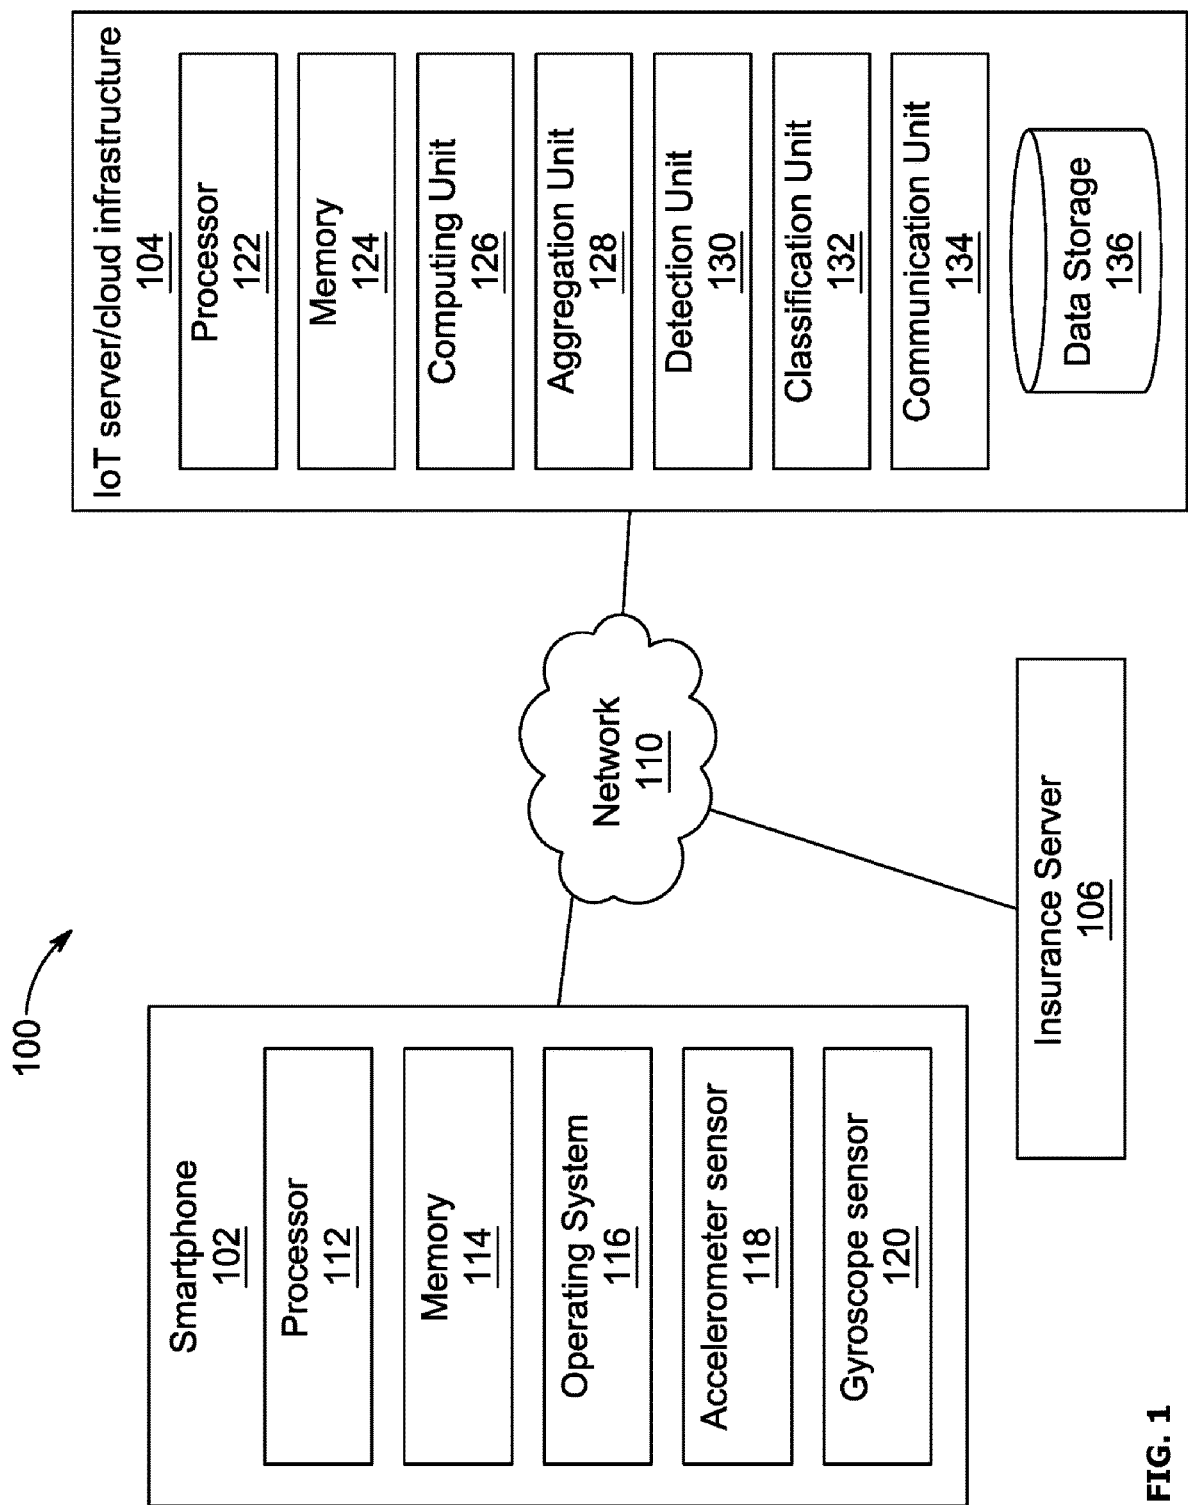 100
Smartphone
102
Processor
112
Memory
114
Operating System
116
Accelerometer sensor
118
Gyroscope sensor
120
Network
110
Insurance Server
106
IoT server/cloud infrastructure
104
Processor
122
Memory
124
Computing Unit
126
Aggregation Unit
128
Detection Unit
130
Classification Unit
132
Communication Unit
134
Data Storage
136
FIG. 1